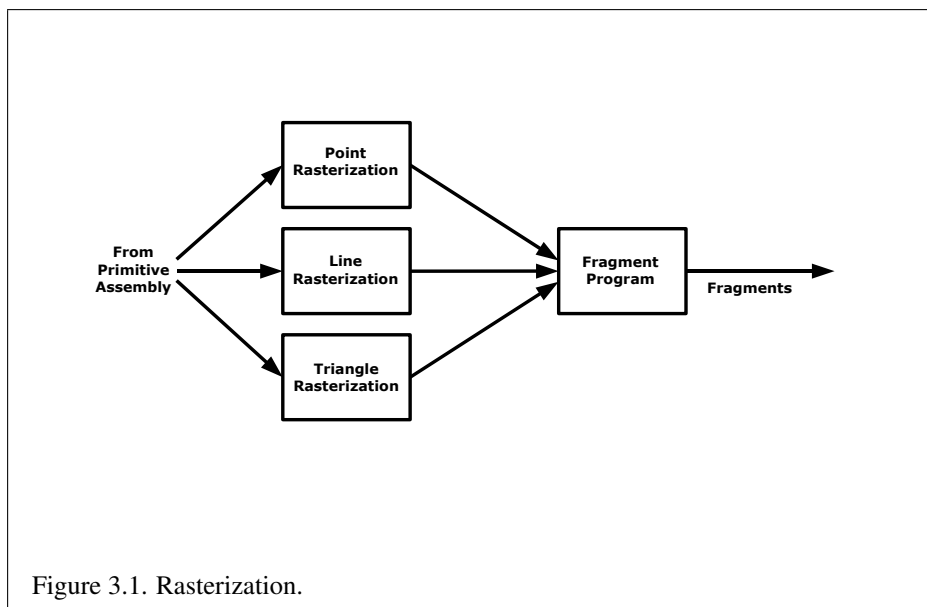 Point
Rasterization
From
Primitive
Assembly
Line
Rasterization
Fragment
Program
Fragments
Triangle
Rasterization
Figure 3.1. Rasterization.